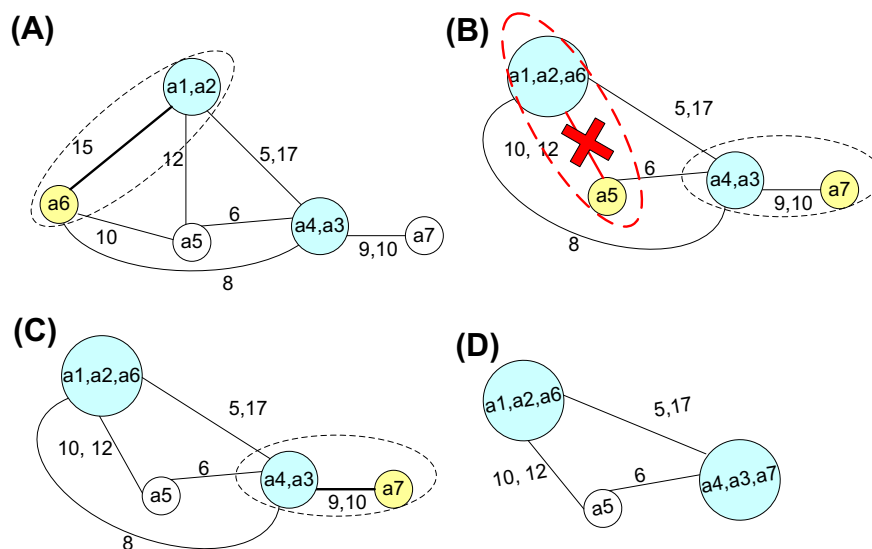 (A)
a1,a2
15
12
5,17
a6
10
a5
6
a4,a3
a7
9,10
8
(B)
a1,a2,a6
5,17
10, 12
6
a4,a3
a7
a5
9,10
8
(C)
a1,a2,a6
5,17
10, 12
6
a4,a3
a7
a5
9,10
8
(D)
a1,a2,a6
5,17
10, 12
6
a4,a3,a7
a5